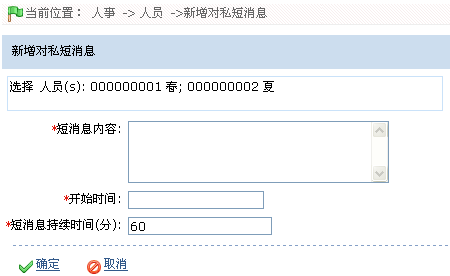 当前位置： 人事 -> 人员 ->新增对私短消息
新增对私短消息
选择 人员(s): 000000001 春; 000000002 夏
*短消息内容:
*开始时间:
*短消息持续时间(分): 60
确定 取消